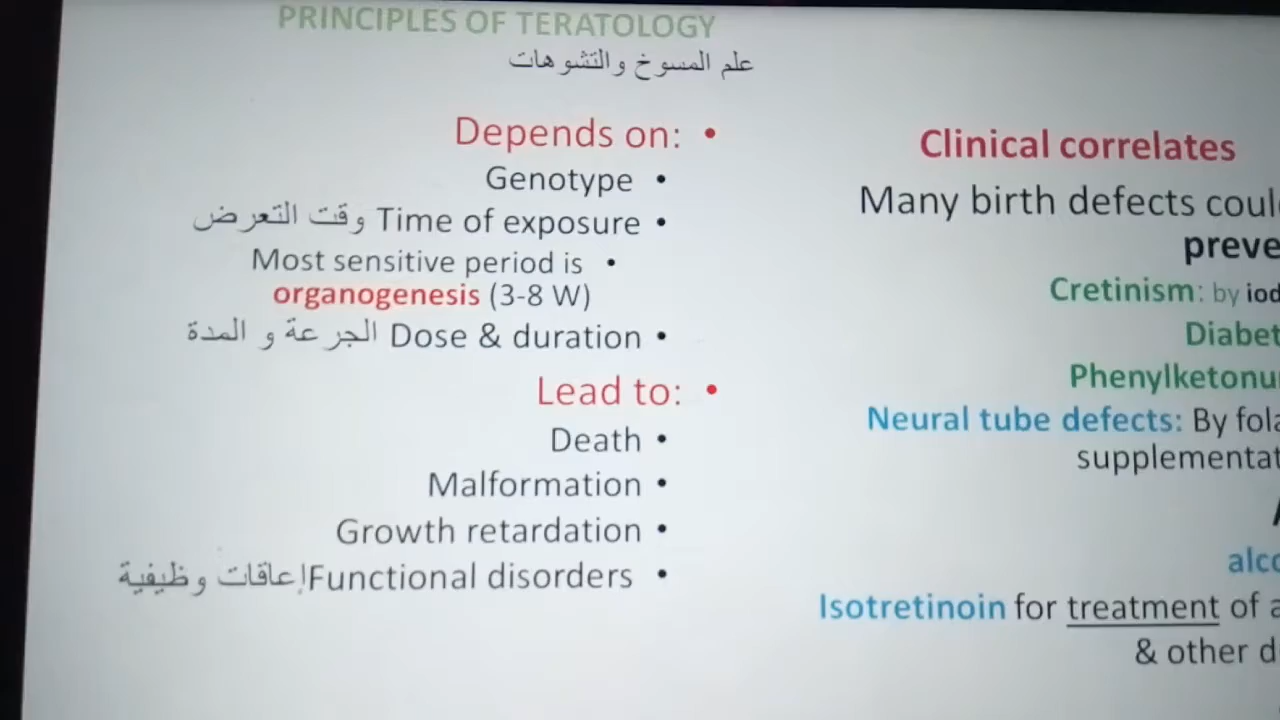 PRINCIPLES OF TERATOLOGY
علم المسوخ والتشوهات
Depends on:
Genotype
Time of exposure وقت التعرض
Most sensitive period is
organogenesis (3-8 W)
Dose & duration الجرعة و المدة
Lead to:
Death
Malformation
Growth retardation
Functional disorders إعاقات وظيفية
Clinical correlates
Many birth defects
Cretinism: by
Neural tube defects: By
Isotretinoin for treatment of
& other